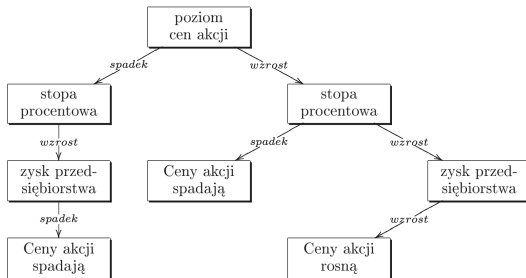 poziom
cen akcji
spadek
wzrost
stopa
procentowa
stopa
procentowa
wzrost
spadek
wzrost
zysk przed-
siębiorstwa
Ceny akcji
spadają
zysk przed-
siębiorstwa
spadek
wzrost
Ceny akcji
spadają
Ceny akcji
rosną